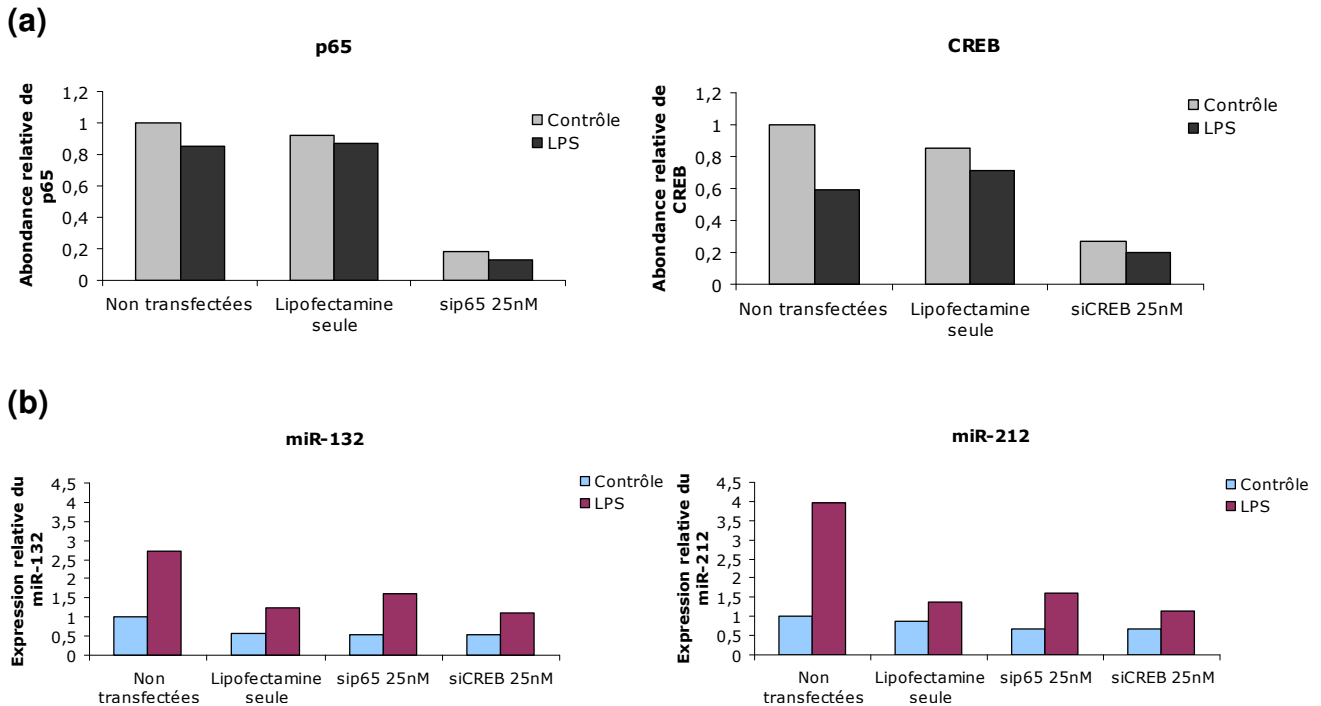 (a)
p65
Abondance relative de
p65
1,2
1
0,8
0,6
0,4
0,2
0
Contrôle
LPS
Non transfectées
Lipofectamine
seule
sip65 25nM
CREB
Abondance relative de
CREB
1,2
1
0,8
0,6
0,4
0,2
0
Contrôle
LPS
Non transfectées
Lipofectamine
seule
siCREB 25nM
(b)
miR-132
Expression relative du
miR-132
4,5
4
3,5
3
2,5
2
1,5
1
0,5
0
Contrôle
LPS
Non
transfectées
Lipofectamine
seule
sip65 25nM
siCREB 25nM
miR-212
Expression relative du
miR-212
4,5
4
3,5
3
2,5
2
1,5
1
0,5
0
Contrôle
LPS
Non
transfectées
Lipofectamine
seule
sip65 25nM
siCREB 25nM